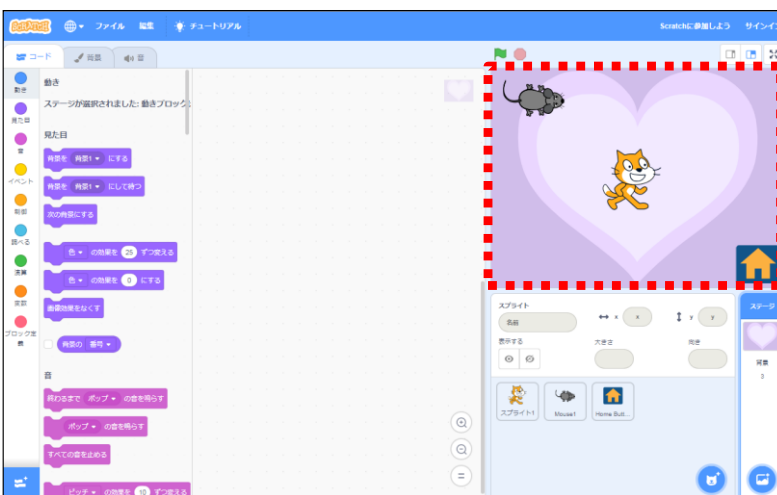 SCRATCH
ファイル 編集 チュートリアル Scratchに参加しよう サインイン
コード 背景 音
動き
見た目
音
イベント
制御
調べる
演算
変数
ブロック定義
動き
ステージが選択されました: 動きブロック
見た目
背景を 背景1 にする
背景を 背景1 にして待つ
次の背景にする
色 の効果を 25 ずつ変える
色 の効果を 0 にする
画像効果をなくす
背景の 番号
音
終わるまで ポップ の音を鳴らす
ポップ の音を鳴らす
すべての音を止める
ピッチ の効果を 10 ずつ変える
スプライト
名前 x x y y
表示する 大きさ 向き
スプライト1 Mouse1 Home Butt...
ステージ
背景